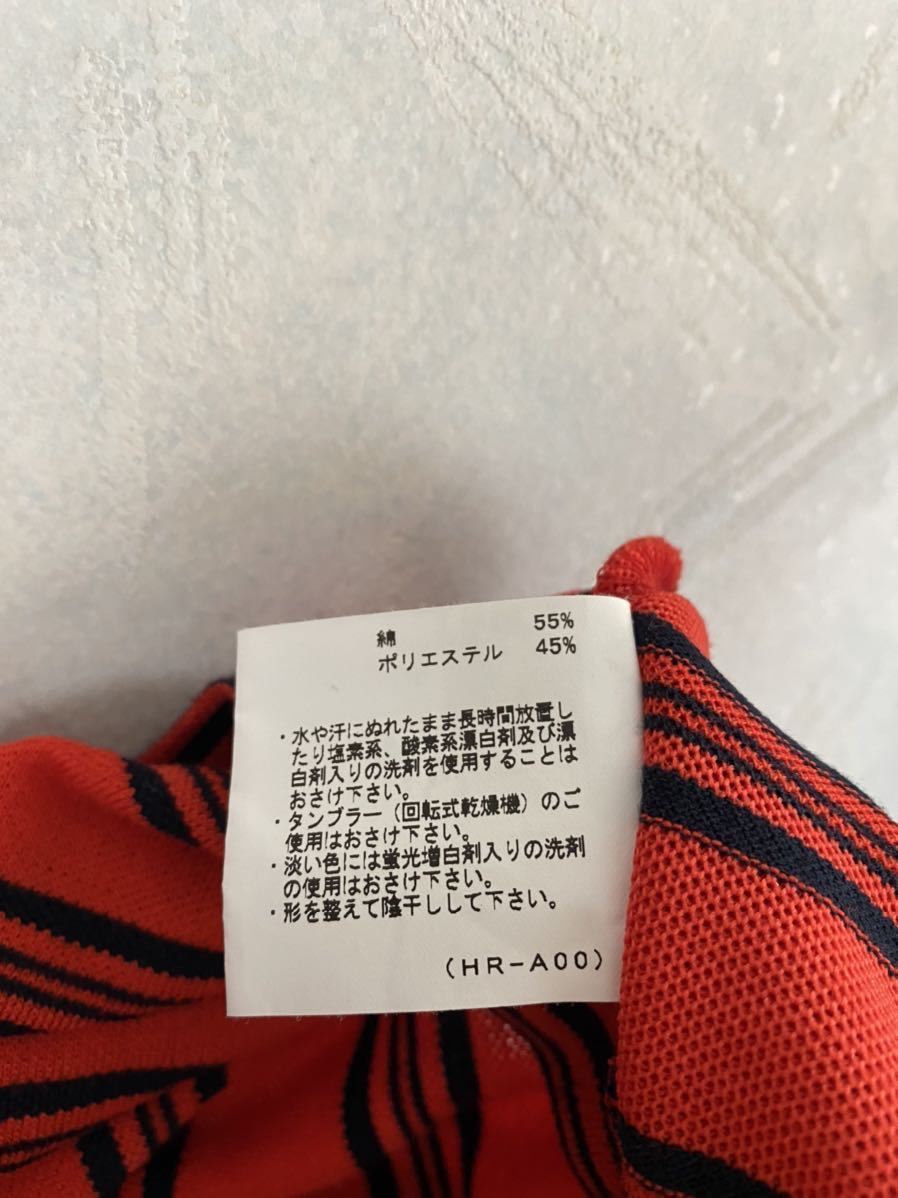 綿 55%
ポリエステル 45%
・水や汗にぬれたまま長時間放置し
たり塩素系、酸素系漂白剤及び漂
白剤入りの洗剤を使用することは
おさけ下さい。
・タンブラー（回転式乾燥機）のご
使用はおさけ下さい。
・淡い色には蛍光増白剤入りの洗剤
の使用はおさけ下さい。
・形を整えて陰干しして下さい。
(HR-A00)